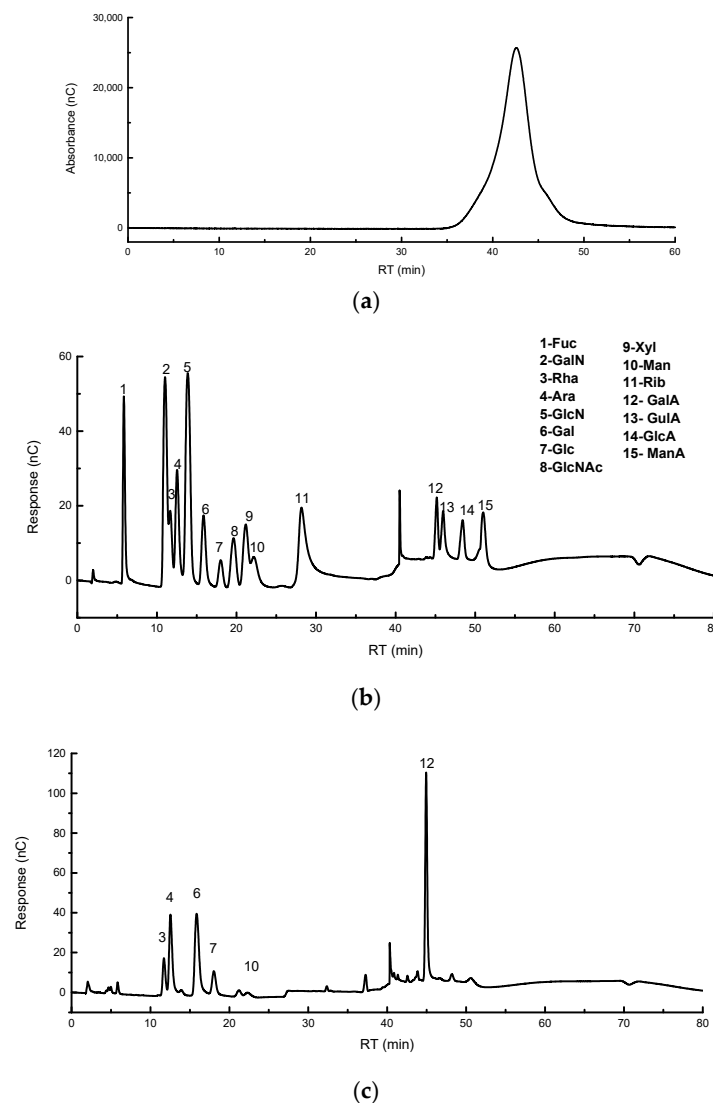 30,000
20,000
10,000
0
Absorbance (nC)
0 10 20 30 40 50 60
RT (min)
(a)
60
40
20
0
Response (nC)
1 2 3 4 5 6 7 8 9 10 11 12 13 14 15
1-Fuc 9-Xyl
2-GalN 10-Man
3-Rha 11-Rib
4-Ara 12- GalA
5-GlcN 13- GulA
6-Gal 14-GlcA
7-Glc 15- ManA
8-GlcNAc
0 10 20 30 40 50 60 70 80
RT (min)
(b)
120
100
80
60
40
20
0
Response (nC)
3 4 6 7 10 12
0 10 20 30 40 50 60 70 80
RT (min)
(c)